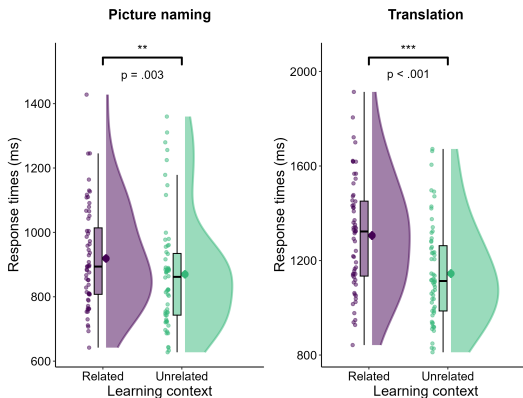 Picture naming
**
p = .003
Response times (ms)
1400
1200
1000
800
600
Related
Unrelated
Learning context
Translation
***
p < .001
Response times (ms)
2000
1600
1200
800
Related
Unrelated
Learning context